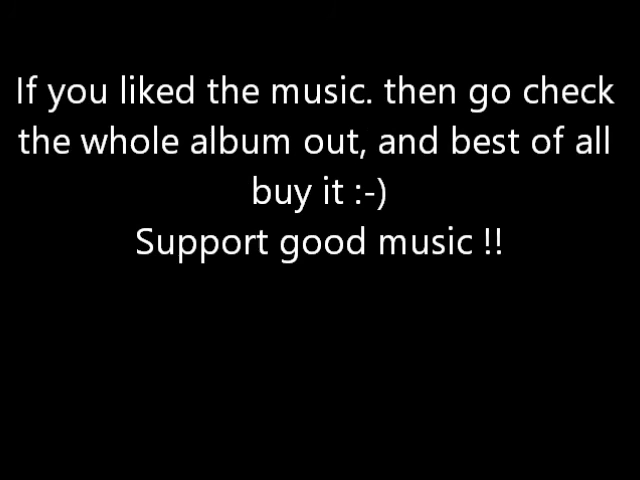 If you liked the music. then go check
the whole album out, and best of all
buy it :-)
Support good music !!